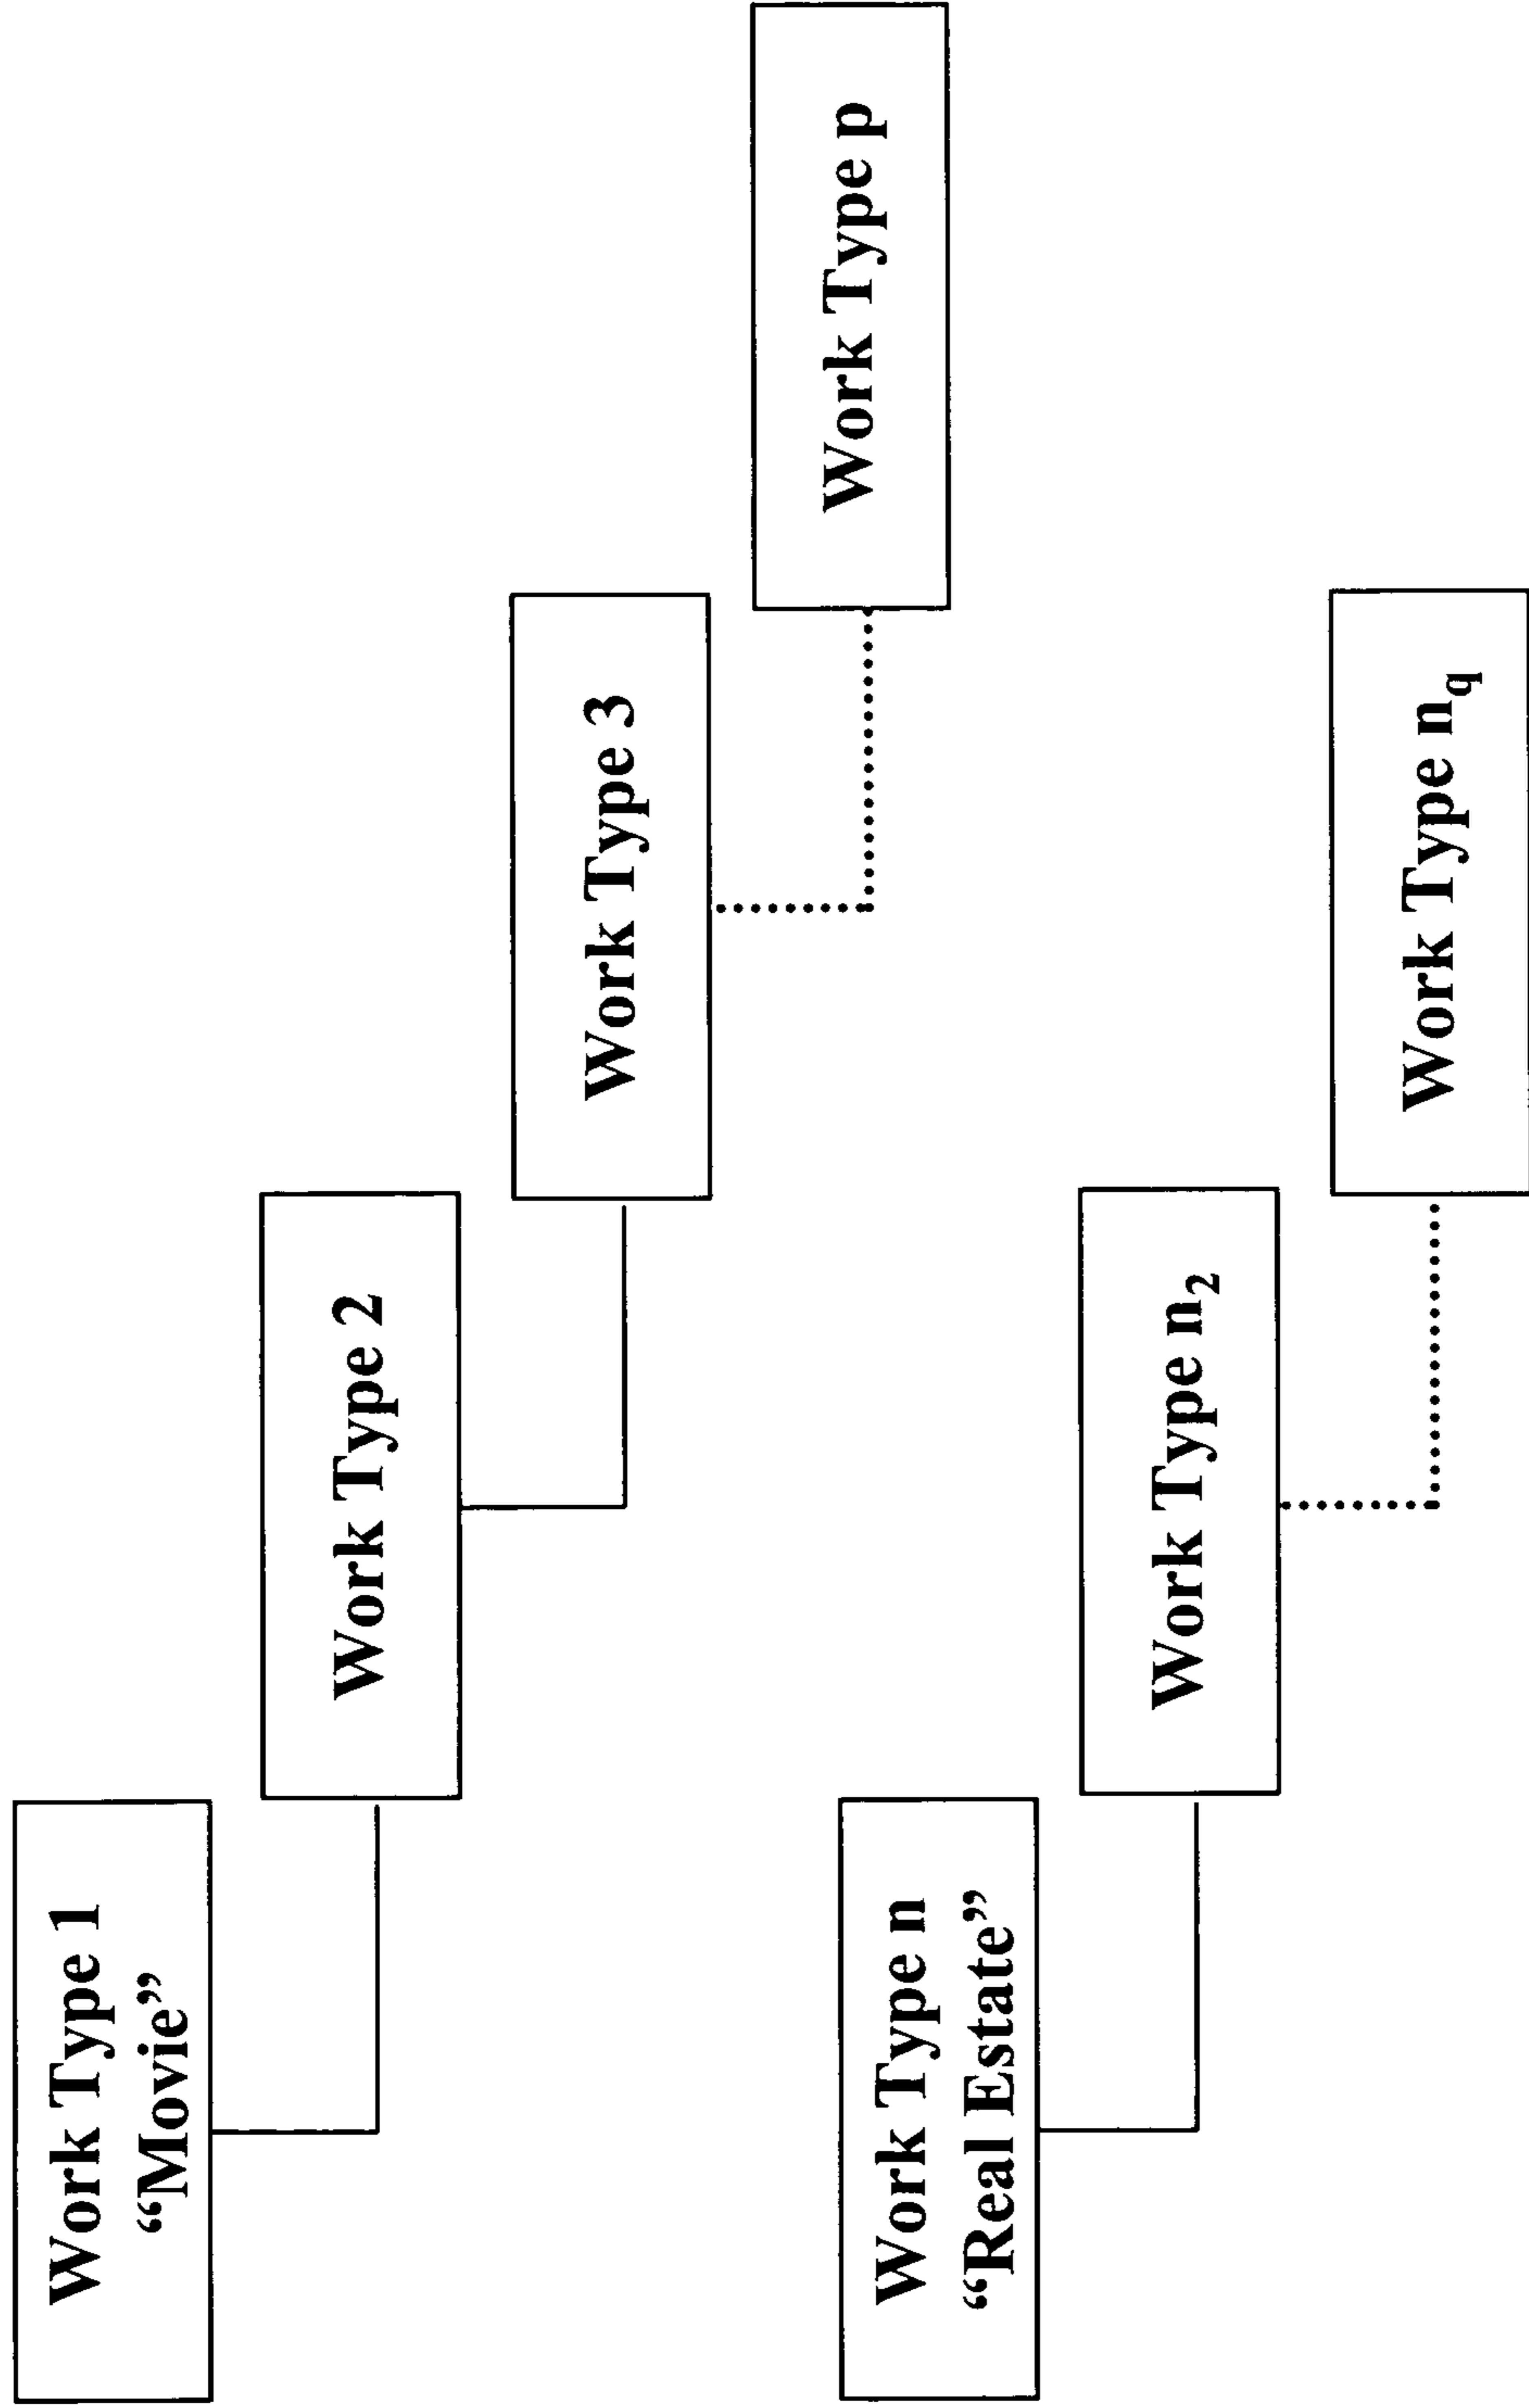 Work Type 1
“Movie”
Work Type 2
Work Type 3
Work Type p
Work Type n
“Real Estate”
Work Type n₂
Work Type n_q